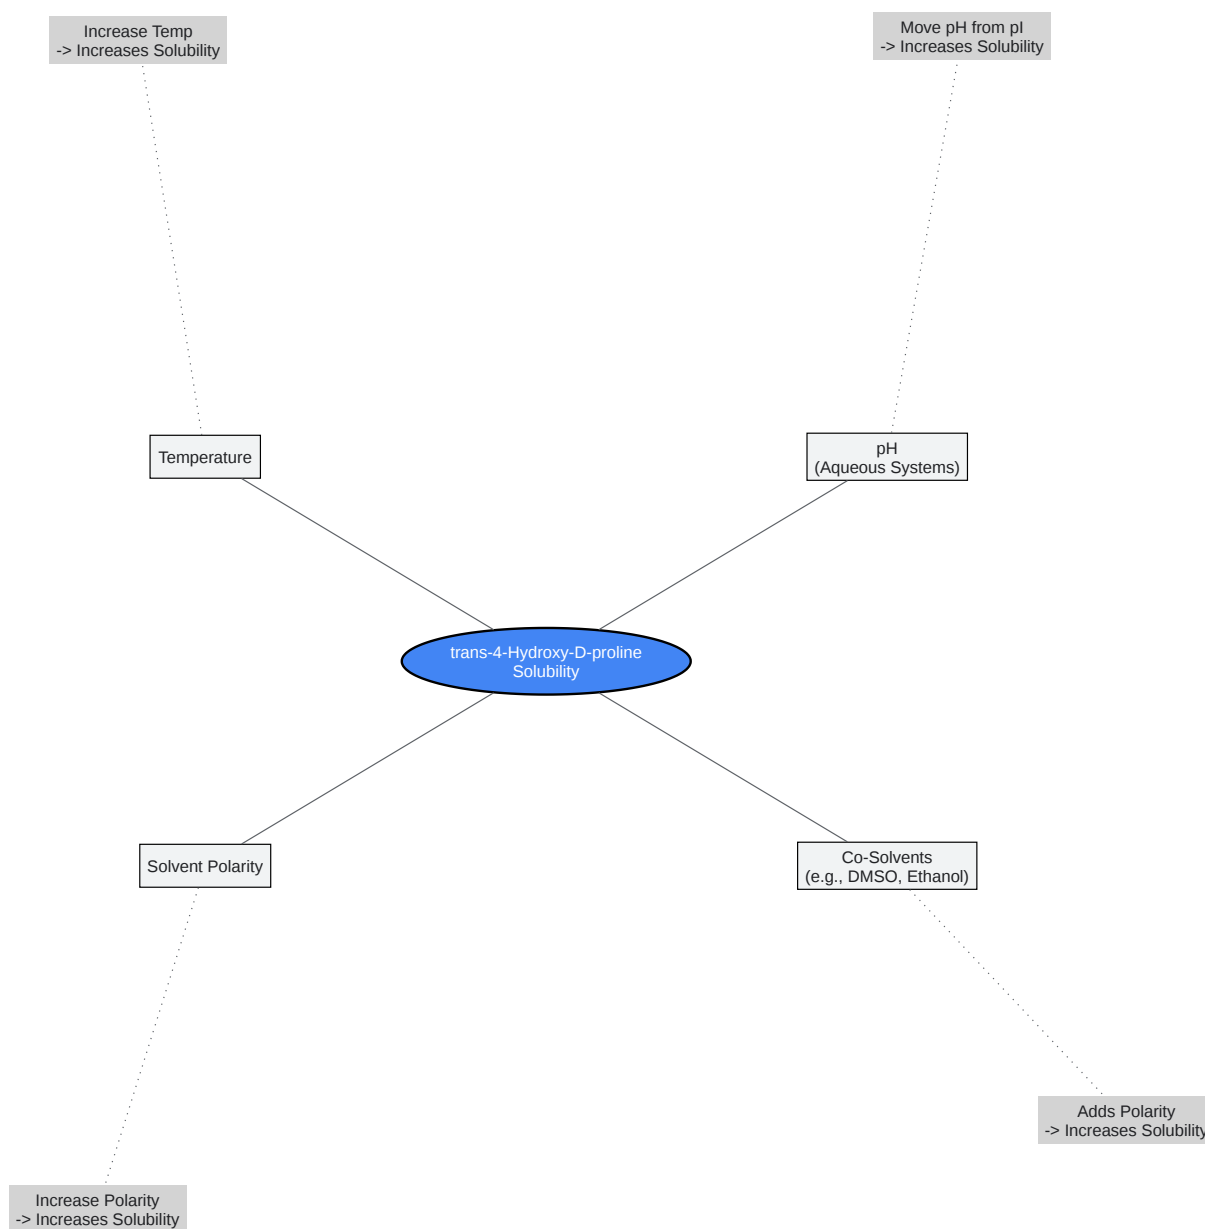 Increase Temp
-> Increases Solubility
Move pH from pI
-> Increases Solubility
Temperature
pH
(Aqueous Systems)
trans-4-Hydroxy-D-proline
Solubility
Solvent Polarity
Co-Solvents
(e.g., DMSO, Ethanol)
Adds Polarity
-> Increases Solubility
Increase Polarity
-> Increases Solubility